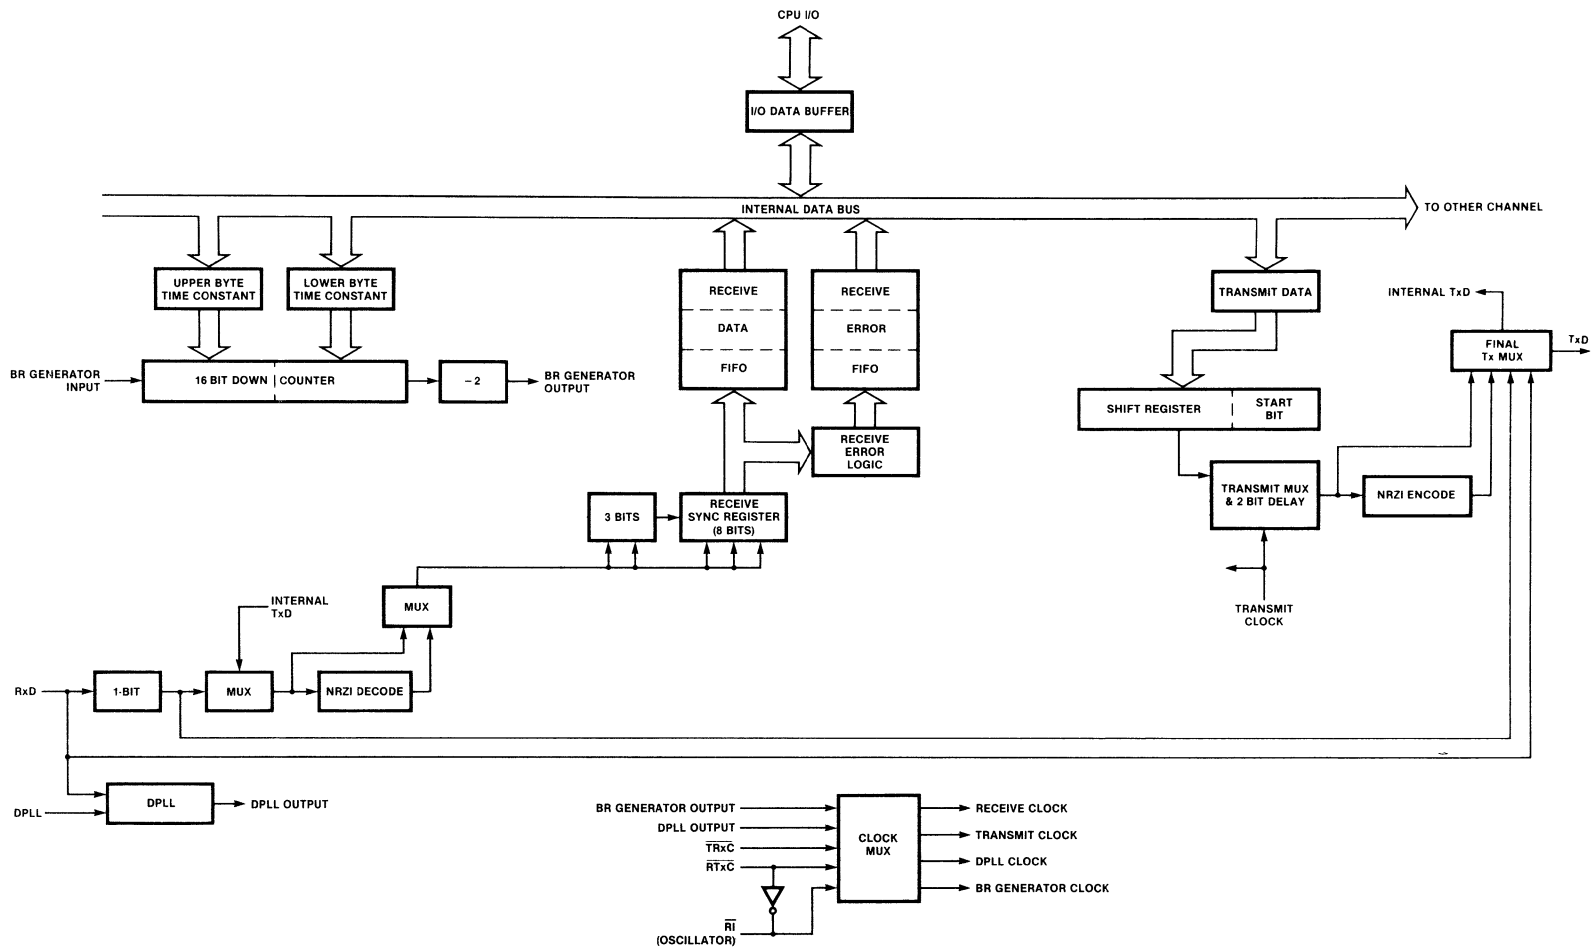 CPU I/O
I/O DATA BUFFER
INTERNAL DATA BUS
TO OTHER CHANNEL
UPPER BYTE
TIME CONSTANT
LOWER BYTE
TIME CONSTANT
RECEIVE
DATA
FIFO
RECEIVE
ERROR
FIFO
TRANSMIT DATA
INTERNAL TxD
FINAL
Tx MUX
TxD
BR GENERATOR
INPUT
16 BIT DOWN COUNTER
−2
BR GENERATOR
OUTPUT
SHIFT REGISTER
START
BIT
RECEIVE
ERROR
LOGIC
TRANSMIT MUX
& 2 BIT DELAY
NRZI ENCODE
3 BITS
RECEIVE
SYNC REGISTER
(8 BITS)
TRANSMIT
CLOCK
MUX
INTERNAL
TxD
RxD
1-BIT
MUX
NRZI DECODE
DPLL
DPLL
DPLL OUTPUT
BR GENERATOR OUTPUT
DPLL OUTPUT
TRxC
RTxC
RI
(OSCILLATOR)
CLOCK
MUX
RECEIVE CLOCK
TRANSMIT CLOCK
DPLL CLOCK
BR GENERATOR CLOCK